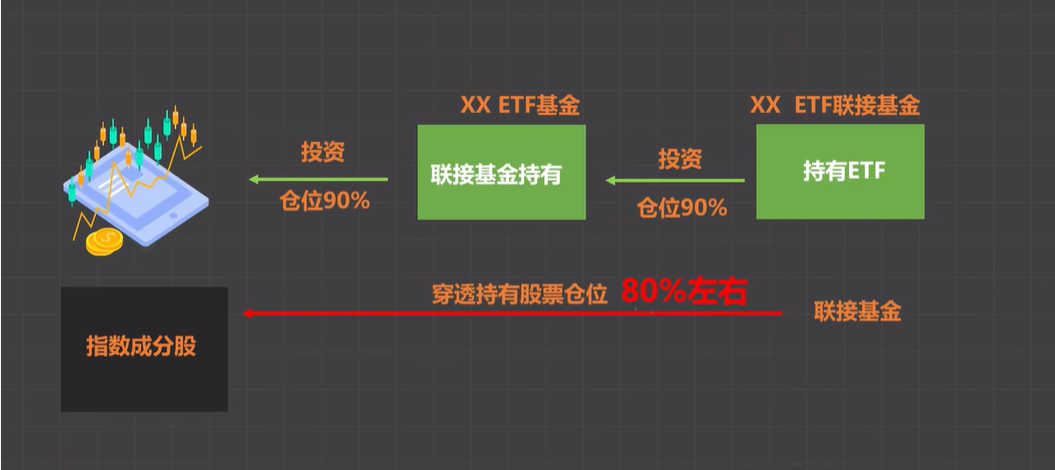 XX ETF基金
XX ETF联接基金
投资
仓位90%
联接基金持有
投资
仓位90%
持有ETF
穿透持有股票仓位 80%左右
联接基金
指数成分股